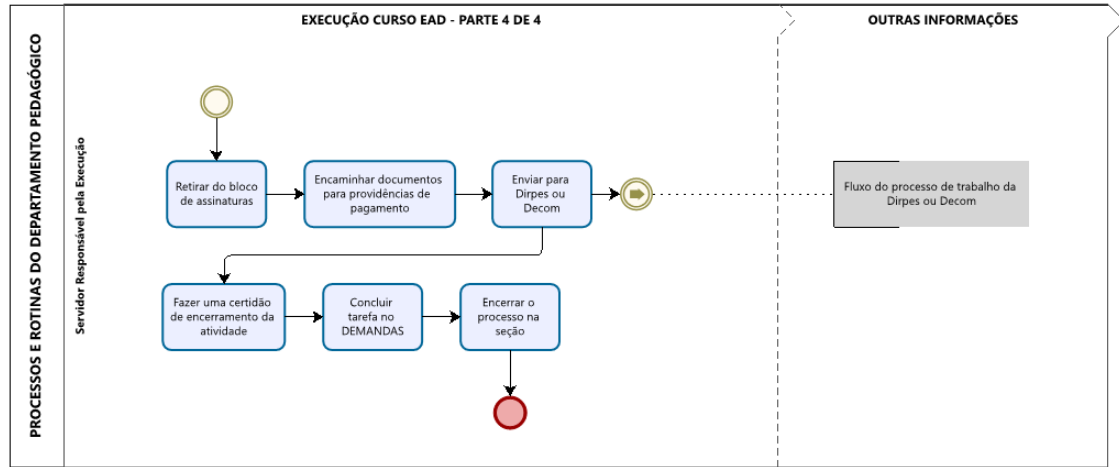 EXECUÇÃO CURSO EAD - PARTE 4 DE 4
OUTRAS INFORMAÇÕES
PROCESSOS E ROTINAS DO DEPARTAMENTO PEDAGÓGICO
Servidor Responsável pela Execução
Retirar do bloco
de assinaturas
Encaminhar documentos
para providências de
pagamento
Enviar para
Dirpes ou
Decom
Fluxo do processo de trabalho da
Dirpes ou Decom
Fazer uma certidão
de encerramento da
atividade
Concluir
tarefa no
DEMANDAS
Encerrar o
processo na
seção